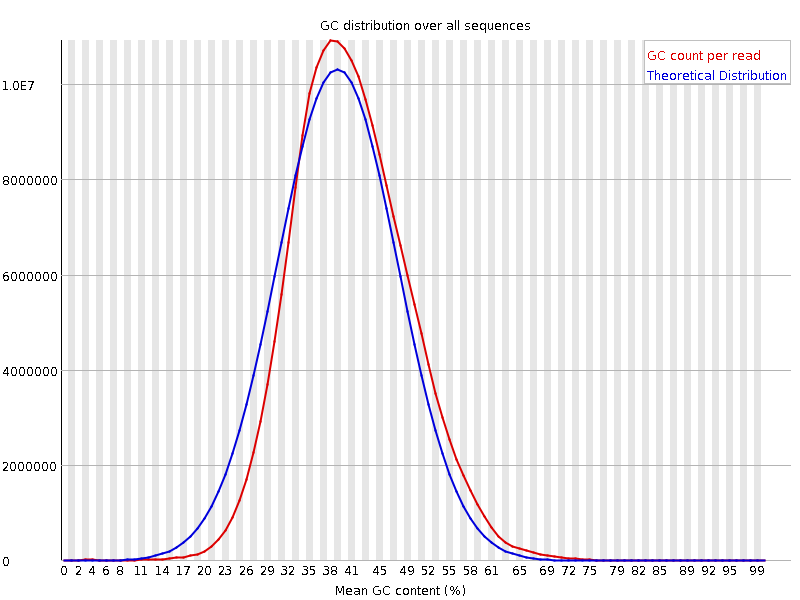 GC distribution over all sequences
GC count per read
Theoretical Distribution
1.0E7
8000000
6000000
4000000
2000000
0
0 2 4 6 8 11 14 17 20 23 26 29 32 35 38 41 45 49 52 55 58 61 65 69 72 75 79 82 85 89 92 95 99
Mean GC content (%)